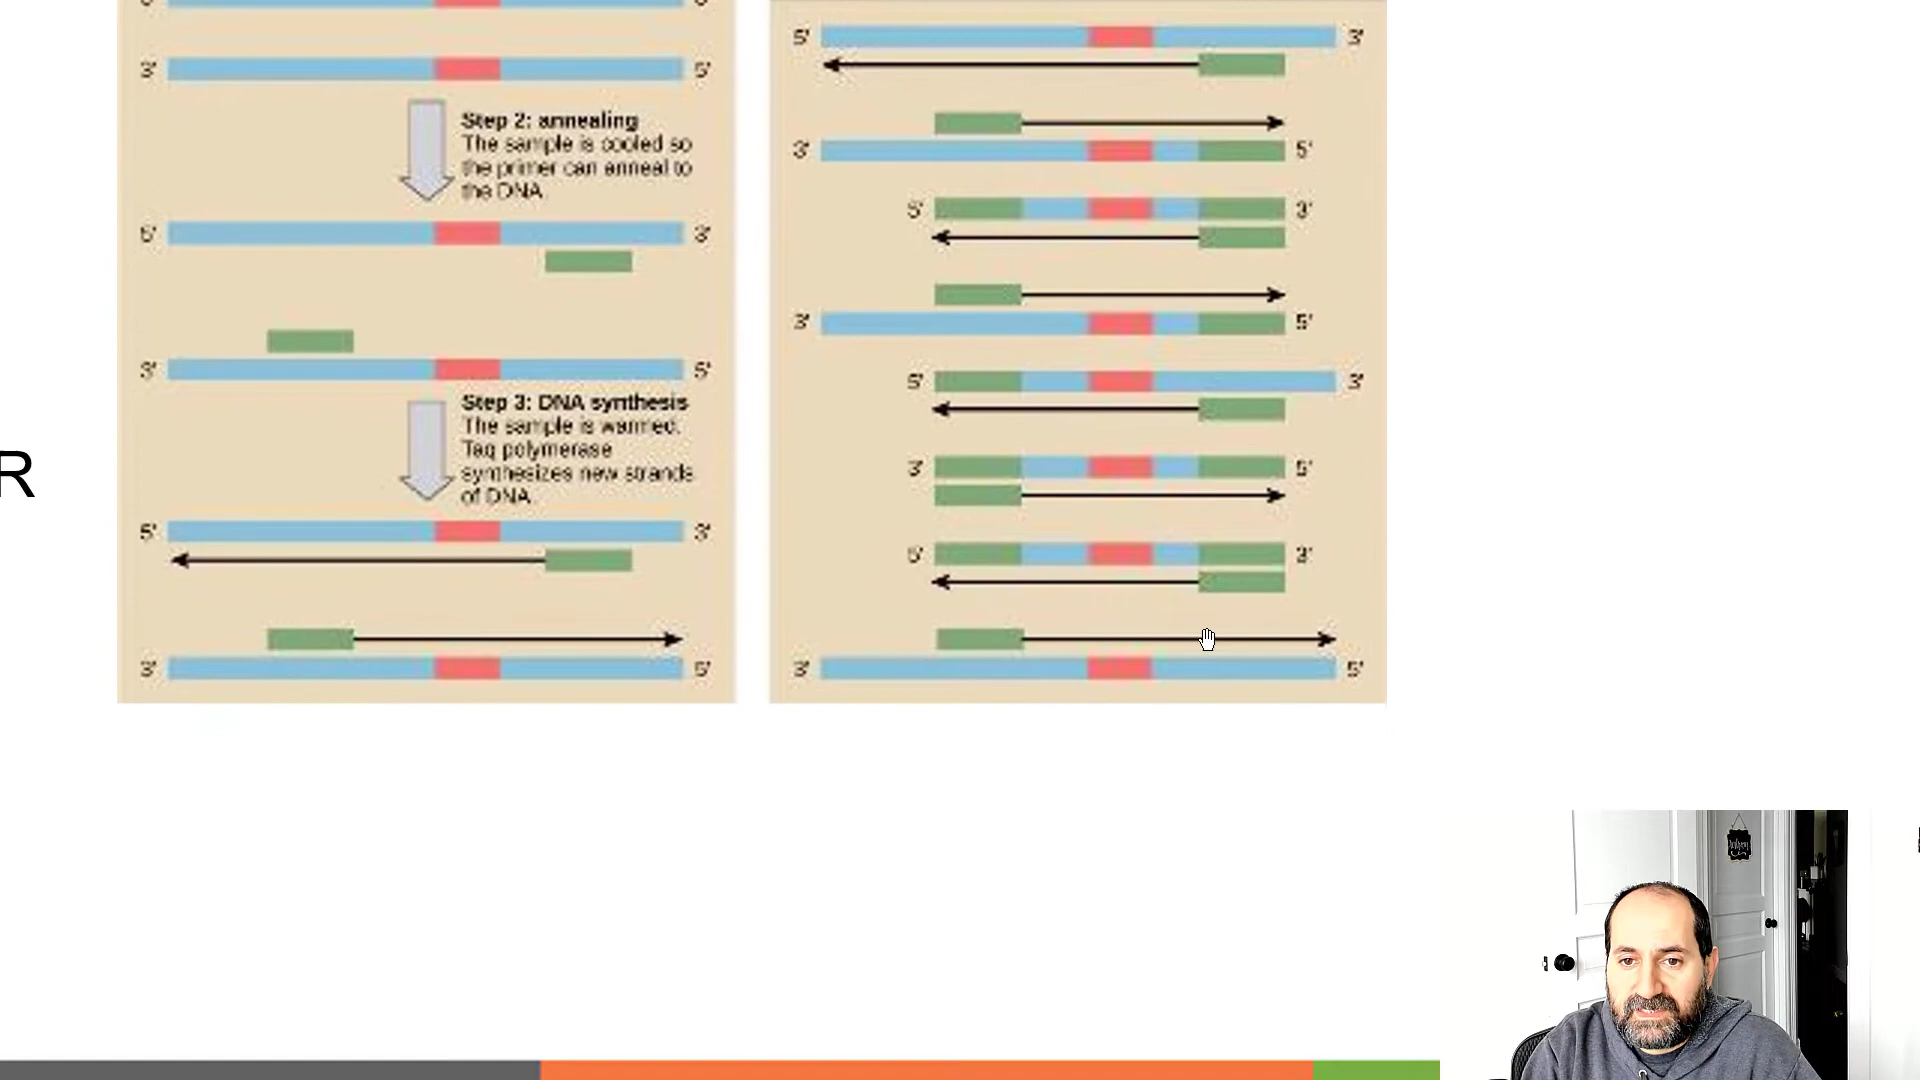 3' 5'
Step 2: annealing
The sample is cooled so
the primer can anneal to
the DNA.
5' 3'
3' 5'
Step 3: DNA synthesis
The sample is warmed.
Taq polymerase
synthesizes new strands
of DNA.
5' 3'
3' 5'
R
5' 3'
3' 5'
5' 3'
3' 5'
5' 3'
3' 5'
5' 3'
3' 5'